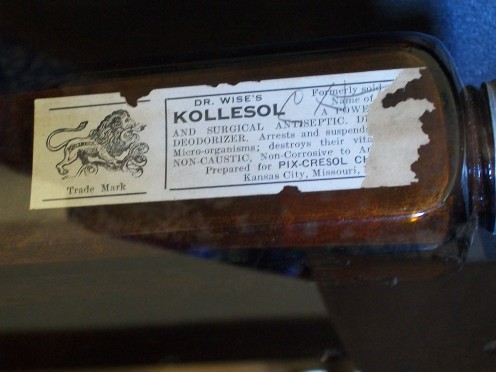 DR. WISE'S
KOLLESOL
Formerly sold
Name of
A POWE
AND SURGICAL ANTISEPTIC. DI
DEODORIZER. Arrests and suspend
Micro-organisms; destroys their vita
NON-CAUSTIC, Non-Corrosive to A
Prepared for PIX-CRESOL CH
Kansas City, Missouri,
Trade Mark